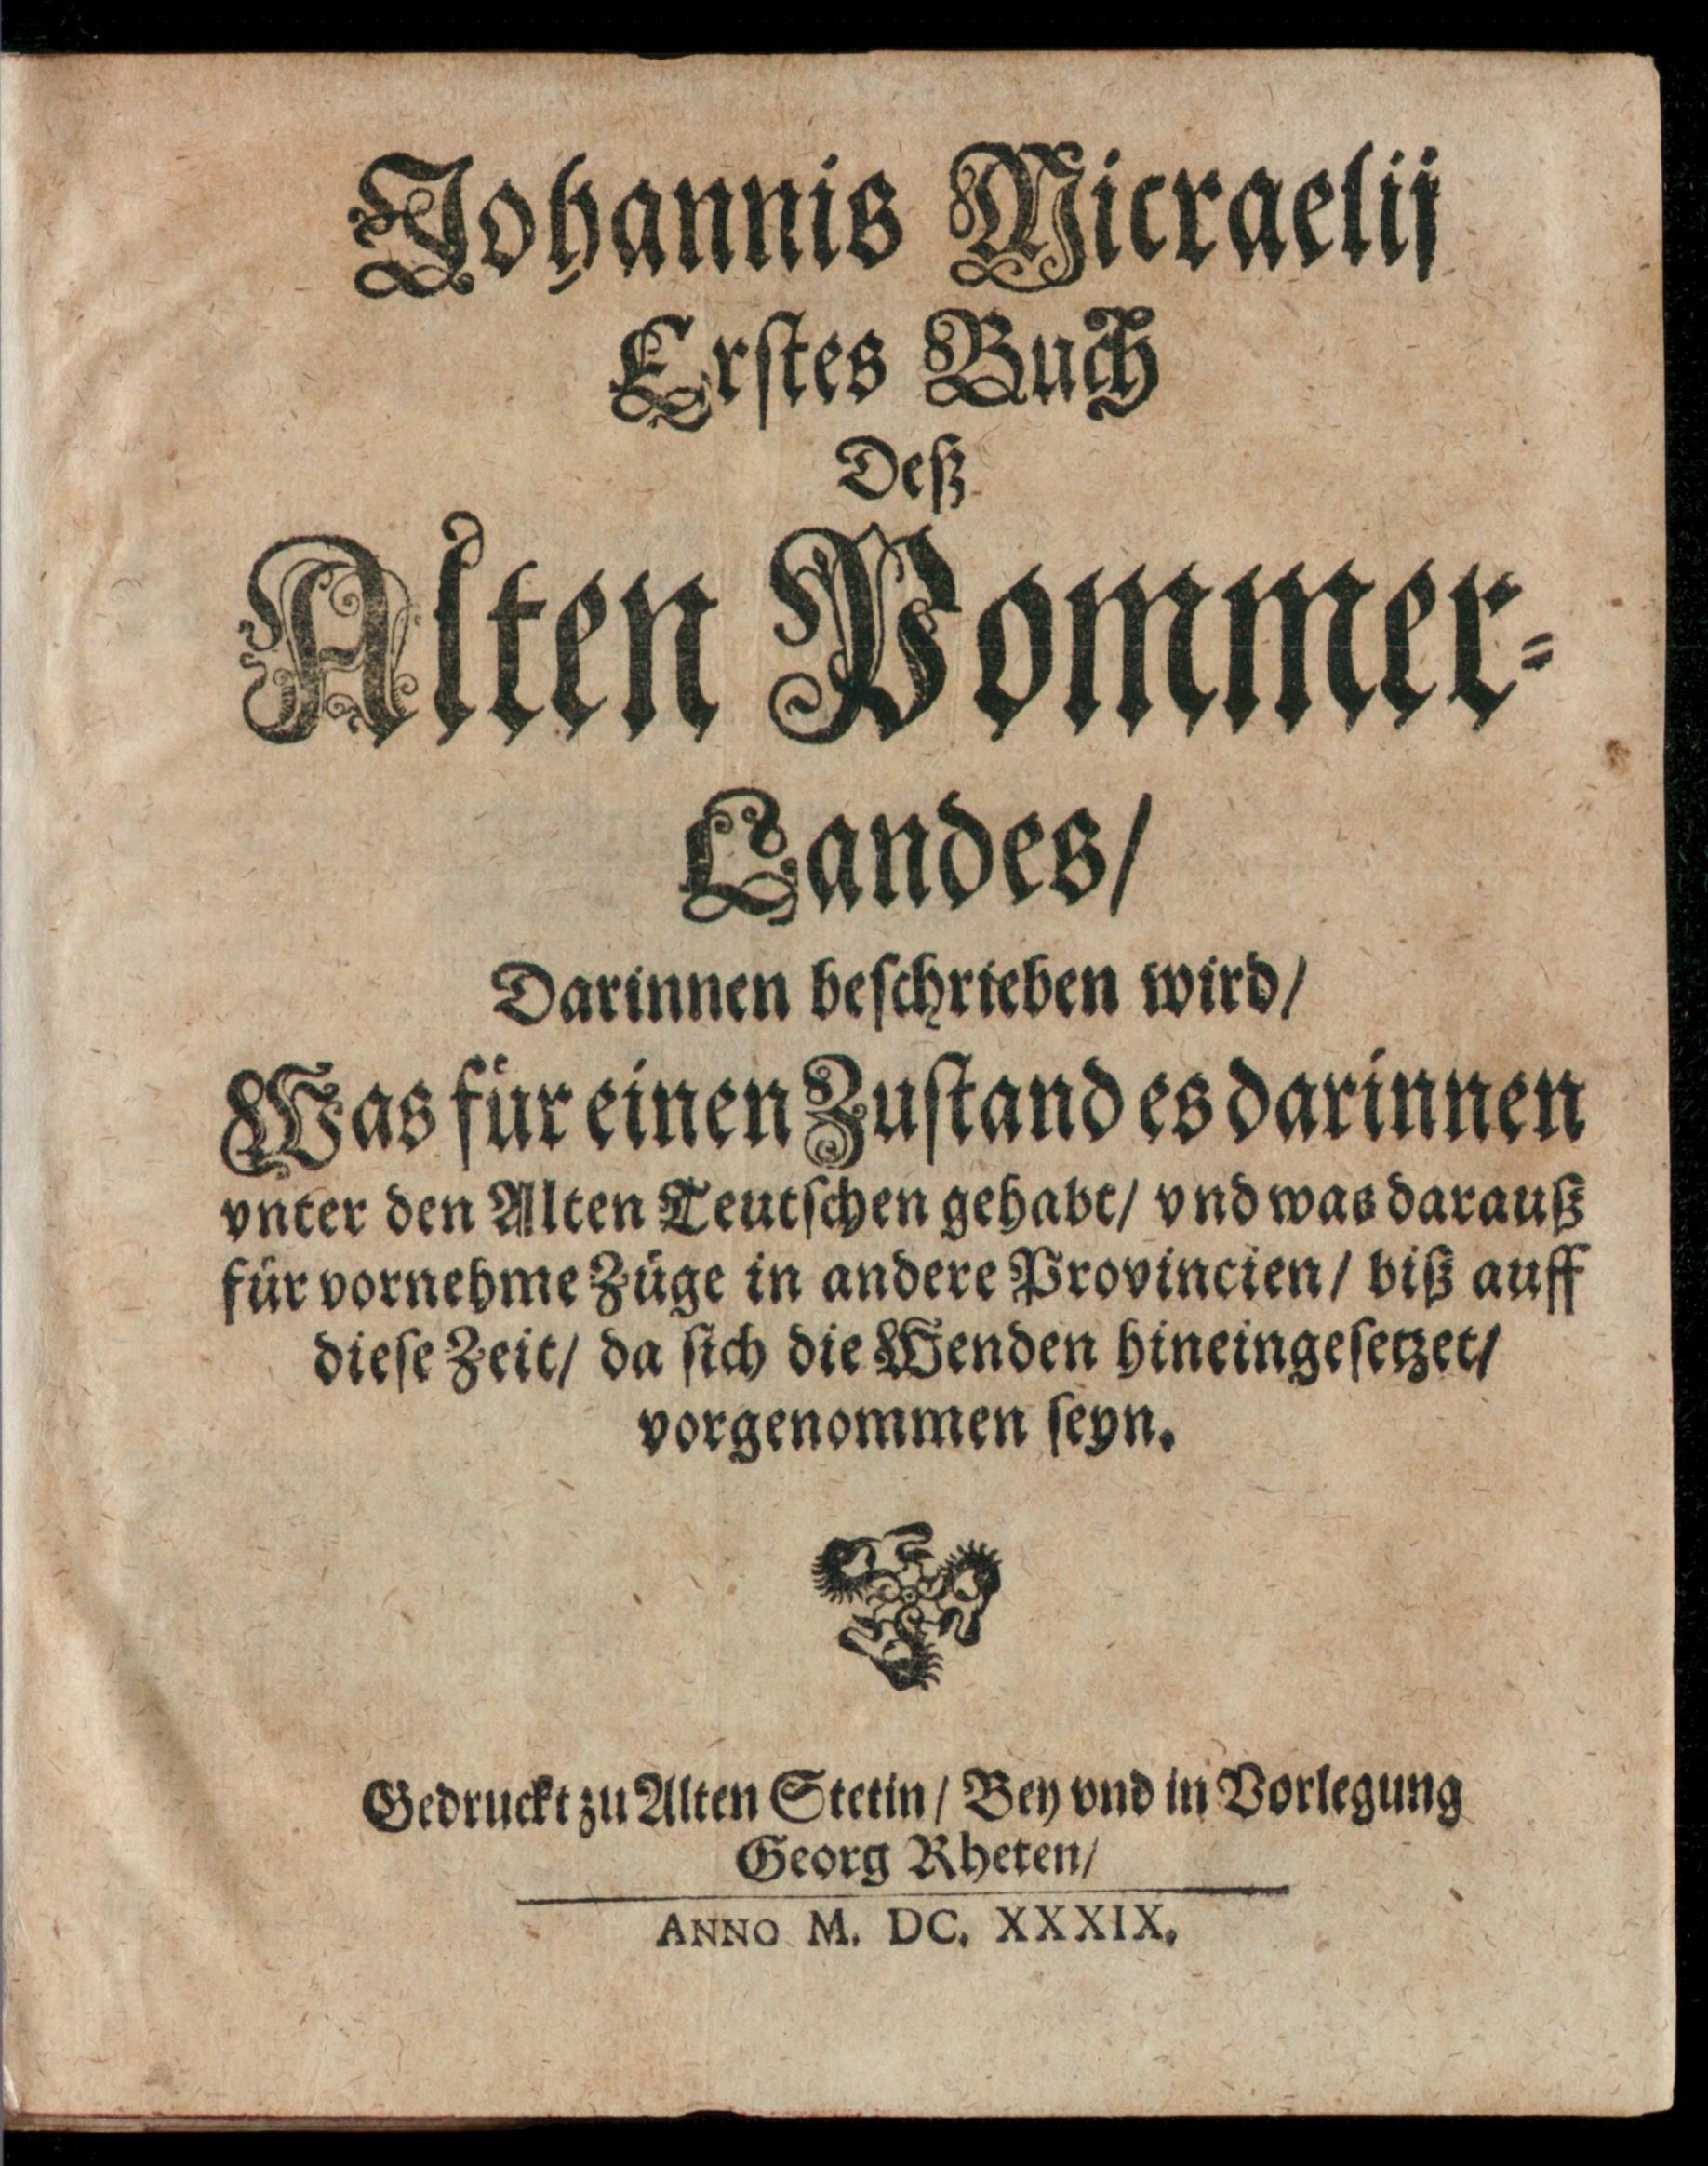 Johannis Micraelij
Erstes Buch
Deß
Alten Pommer-
Landes/
Darinnen beschrieben wird/
Was für einen Zustand es darinnen
vnter den Alten Teutschen gehabt/ vnd was darauß
für vornehme Züge in andere Provincien/ biß auff
diese Zeit/ da sich die Wenden hineingesetzet/
vorgenommen seyn.
Gedruckt zu Alten Stetin/ Bey vnd in Vorlegung
Georg Rheten/
ANNO M. DC. XXXIX.